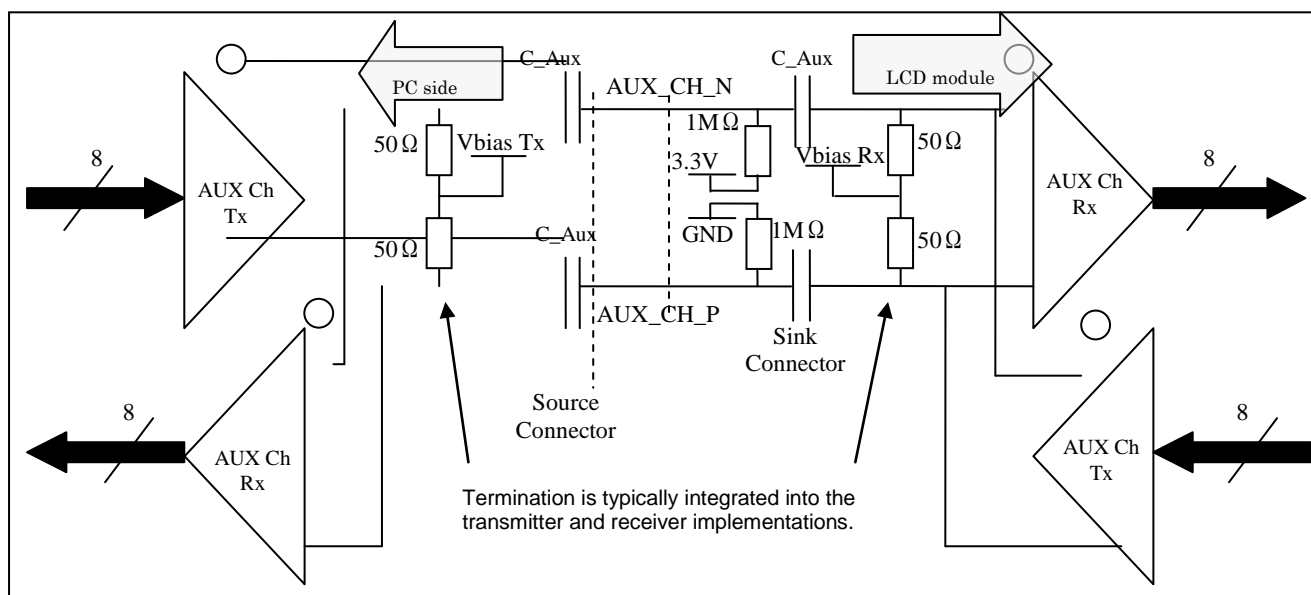 C_Aux
C_Aux
PC side
LCD module
AUX_CH_N
1MΩ
50Ω
Vbias Tx
3.3V
Vbias Rx
50Ω
8
AUX Ch
Tx
AUX Ch
Rx
8
50Ω
C_Aux
GND
1MΩ
50Ω
AUX_CH_P
Sink
Connector
Source
Connector
8
AUX Ch
Rx
AUX Ch
Tx
8
Termination is typically integrated into the
transmitter and receiver implementations.